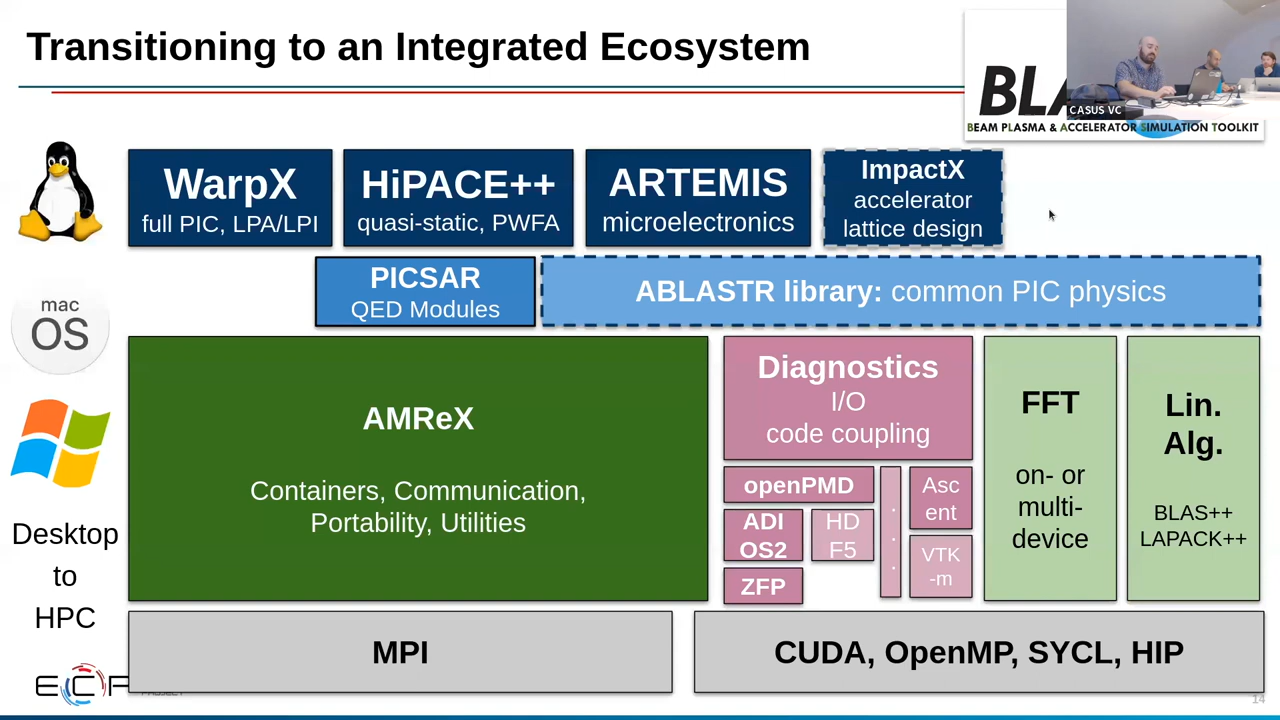 Transitioning to an Integrated Ecosystem
BLA
CASUS VC
BEAM PLASMA & ACCELERATOR SIMULATION TOOLKIT
WarpX
full PIC, LPA/LPI
HiPACE++
quasi-static, PWFA
ARTEMIS
microelectronics
ImpactX
accelerator
lattice design
PICSAR
QED Modules
ABLASTR library: common PIC physics
mac
OS
Desktop
to
HPC
AMReX
Containers, Communication,
Portability, Utilities
Diagnostics
I/O
code coupling
openPMD
ADI
OS2
HD
F5
ZFP
.
.
.
Asc
ent
VTK
-m
FFT
on- or
multi-
device
Lin.
Alg.
BLAS++
LAPACK++
MPI
CUDA, OpenMP, SYCL, HIP
ECP
14